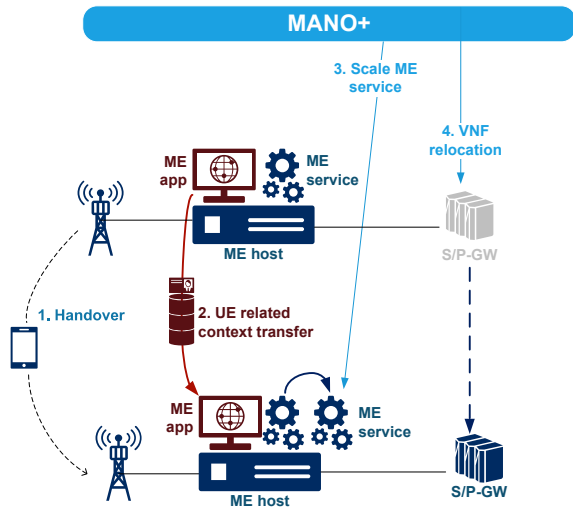 MANO+
3. Scale ME
service
4. VNF
relocation
ME
app
ME
service
ME host
S/P-GW
1. Handover
2. UE related
context transfer
ME
app
ME
service
ME host
S/P-GW